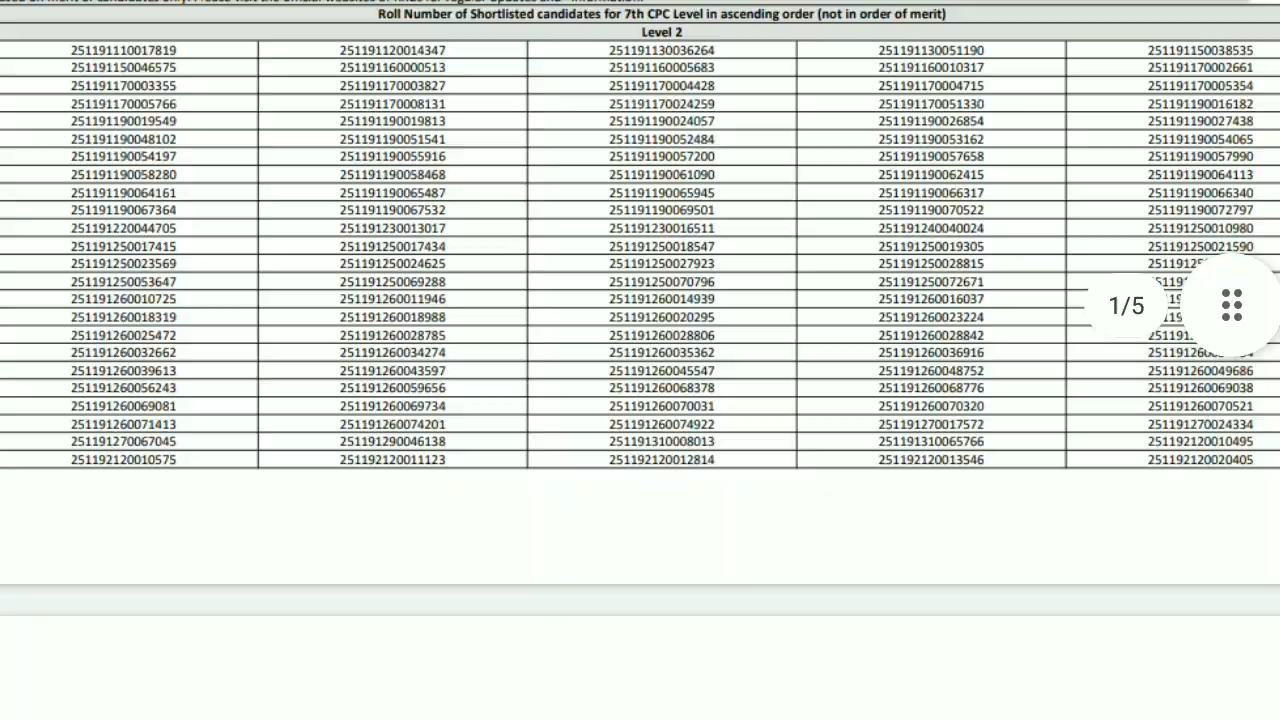 Roll Number of Shortlisted candidates for 7th CPC Level in ascending order (not in order of merit)
Level 2
251191110017819 251191120014347 251191130036264 251191130051190 251191150038535
251191150046575 251191160000513 251191160005683 251191160010317 251191170002661
251191170003355 251191170003827 251191170004428 251191170004715 251191170005354
251191170005766 251191170008131 251191170024259 251191170051330 251191190016182
251191190019549 251191190019813 251191190024057 251191190026854 251191190027438
251191190048102 251191190051541 251191190052484 251191190053162 251191190054065
251191190054197 251191190055916 251191190057200 251191190057658 251191190057990
251191190058280 251191190058468 251191190061090 251191190062415 251191190064113
251191190064161 251191190065487 251191190065945 251191190066317 251191190066340
251191190067364 251191190067532 251191190069501 251191190070522 251191190072797
251191220044705 251191230013017 251191230016511 251191240040024 251191250010980
251191250017415 251191250017434 251191250018547 251191250019305 251191250021590
251191250023569 251191250024625 251191250027923 251191250028815
251191250053647 251191250069288 251191250070796 251191250072671
251191260010725 251191260011946 251191260014939 251191260016037
1/5
251191260018319 251191260018988 251191260020295 251191260023224
251191260025472 251191260028785 251191260028806 251191260028842
251191260032662 251191260034274 251191260035362 251191260036916
251191260039613 251191260043597 251191260045547 251191260048752 251191260049686
251191260056243 251191260059656 251191260068378 251191260068776 251191260069038
251191260069081 251191260069734 251191260070031 251191260070320 251191260070521
251191260071413 251191260074201 251191260074922 251191270017572 251191270024334
251191270067045 251191290046138 251191310008013 251191310065766 251192120010495
251192120010575 251192120011123 251192120012814 251192120013546 251192120020405